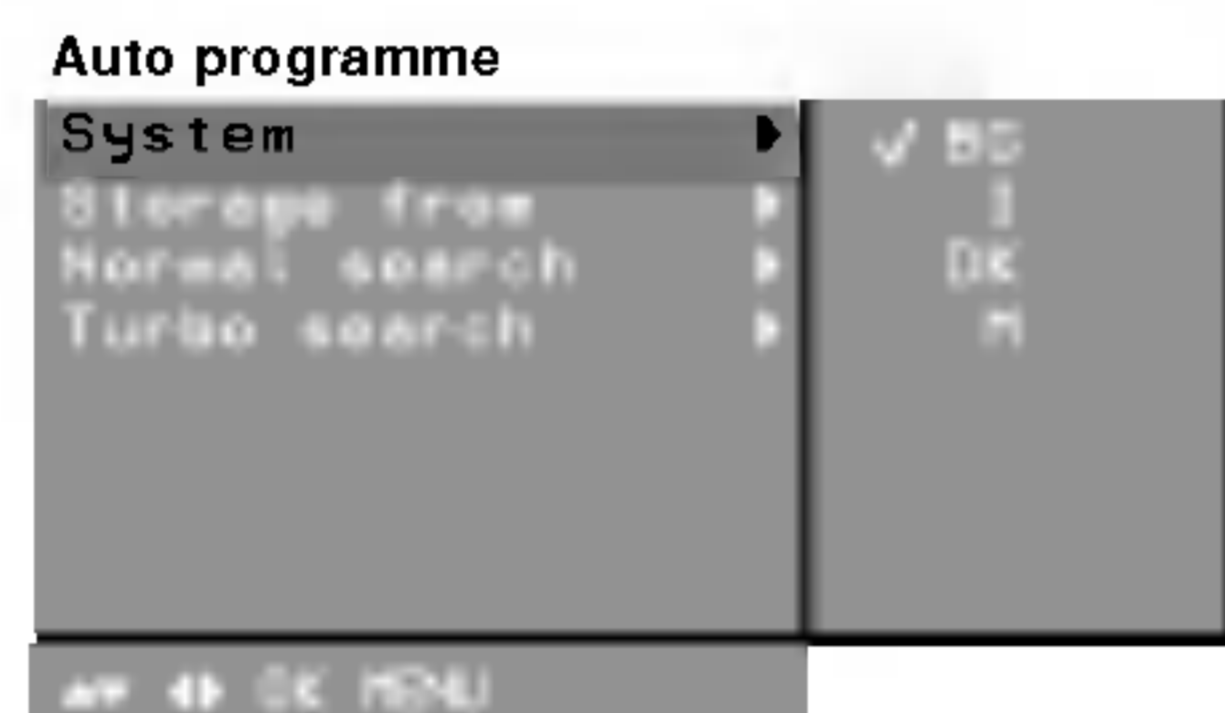 Auto programme
System
Storage from
Normal search
Turbo search
BG
I
DK
M
OK MENU